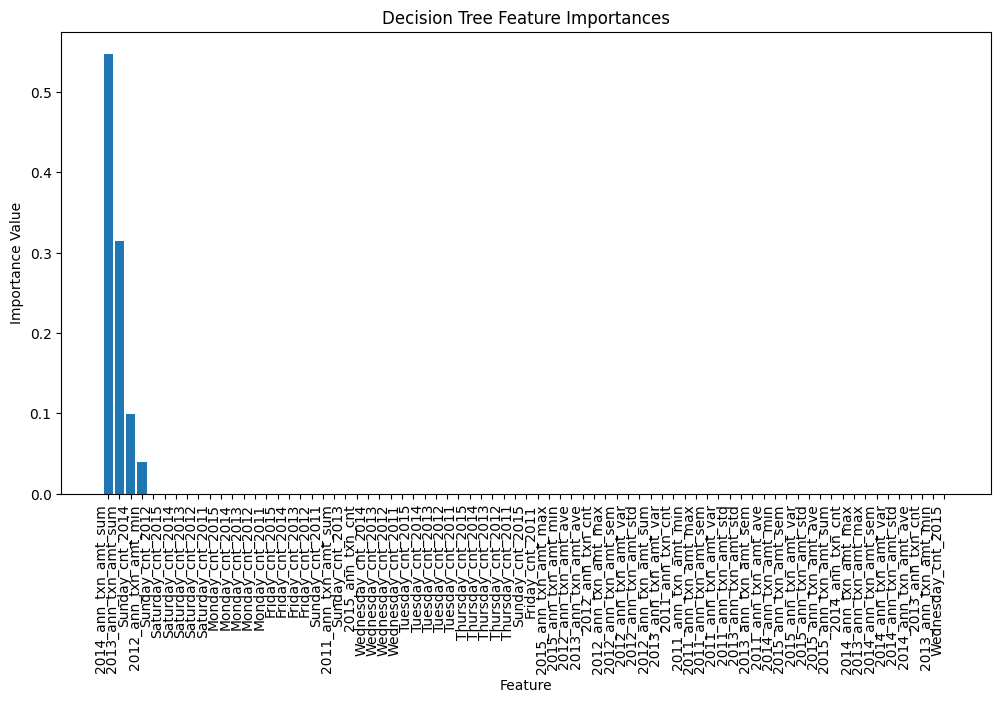 Decision Tree Feature Importances
Importance Value
0.5
0.4
0.3
0.2
0.1
0.0
2014_ann_txn_amt_sum
2013_ann_txn_amt_sum
Sunday_cnt_2014
2012_ann_txn_amt_min
Sunday_cnt_2012
Saturday_cnt_2015
Saturday_cnt_2014
Saturday_cnt_2013
Saturday_cnt_2012
Saturday_cnt_2011
Monday_cnt_2015
Monday_cnt_2014
Monday_cnt_2013
Monday_cnt_2012
Monday_cnt_2011
Friday_cnt_2015
Friday_cnt_2014
Friday_cnt_2013
Friday_cnt_2012
Sunday_cnt_2011
2011_ann_txn_amt_sum
Sunday_cnt_2013
2015_ann_txn_cnt
Wednesday_cnt_2014
Wednesday_cnt_2013
Wednesday_cnt_2012
Wednesday_cnt_2011
Tuesday_cnt_2015
Tuesday_cnt_2014
Tuesday_cnt_2013
Tuesday_cnt_2012
Tuesday_cnt_2011
Thursday_cnt_2015
Thursday_cnt_2014
Thursday_cnt_2013
Thursday_cnt_2012
Thursday_cnt_2011
Sunday_cnt_2015
Friday_cnt_2011
2015_ann_txn_amt_max
2015_ann_txn_amt_min
2012_ann_txn_amt_ave
2013_ann_txn_amt_ave
2012_ann_txn_cnt
2012_ann_txn_amt_max
2012_ann_txn_amt_sem
2012_ann_txn_amt_var
2012_ann_txn_amt_std
2012_ann_txn_amt_sum
2013_ann_txn_amt_var
2011_ann_txn_cnt
2011_ann_txn_amt_min
2011_ann_txn_amt_max
2011_ann_txn_amt_sem
2011_ann_txn_amt_var
2011_ann_txn_amt_std
2013_ann_txn_amt_std
2013_ann_txn_amt_sem
2011_ann_txn_amt_ave
2014_ann_txn_amt_min
2015_ann_txn_amt_sem
2015_ann_txn_amt_var
2015_ann_txn_amt_std
2015_ann_txn_amt_ave
2015_ann_txn_amt_sum
2014_ann_txn_cnt
2014_ann_txn_amt_max
2013_ann_txn_amt_max
2014_ann_txn_amt_sem
2014_ann_txn_amt_var
2014_ann_txn_amt_std
2014_ann_txn_amt_ave
2013_ann_txn_cnt
2013_ann_txn_amt_min
Wednesday_cnt_2015
Feature